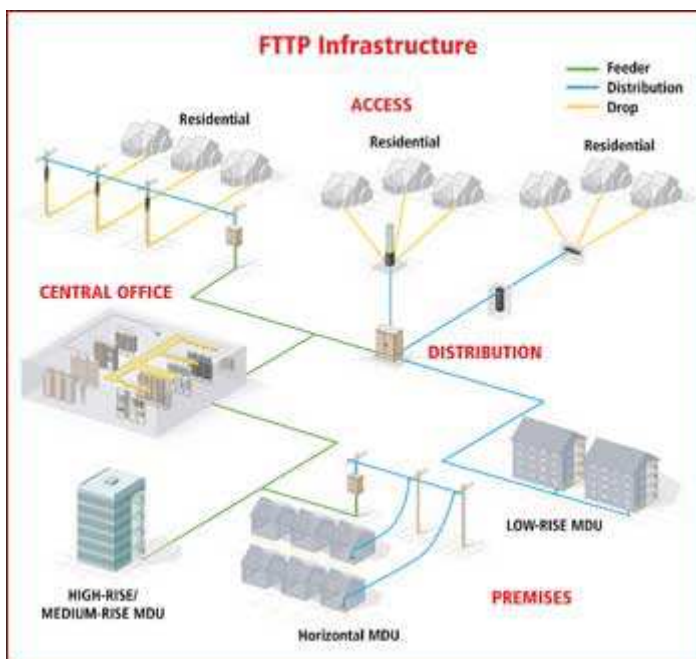 FTTP Infrastructure
Feeder
Distribution
Drop
ACCESS
Residential
Residential
Residential
CENTRAL OFFICE
DISTRIBUTION
LOW-RISE MDU
HIGH-RISE/
MEDIUM-RISE MDU
PREMISES
Horizontal MDU